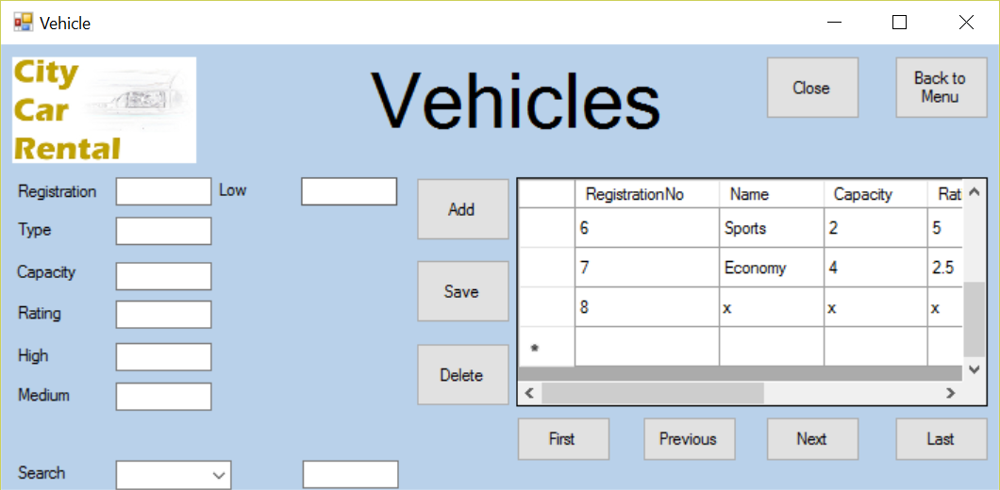 Vehicle
City
Car
Rental
Vehicles
Close
Back to
Menu
Registration
Low
Type
Capacity
Rating
High
Medium
Search
Add
Save
Delete
RegistrationNo Name Capacity Rati
6 Sports 2 5
7 Economy 4 2.5
8 x x x
*
First Previous Next Last